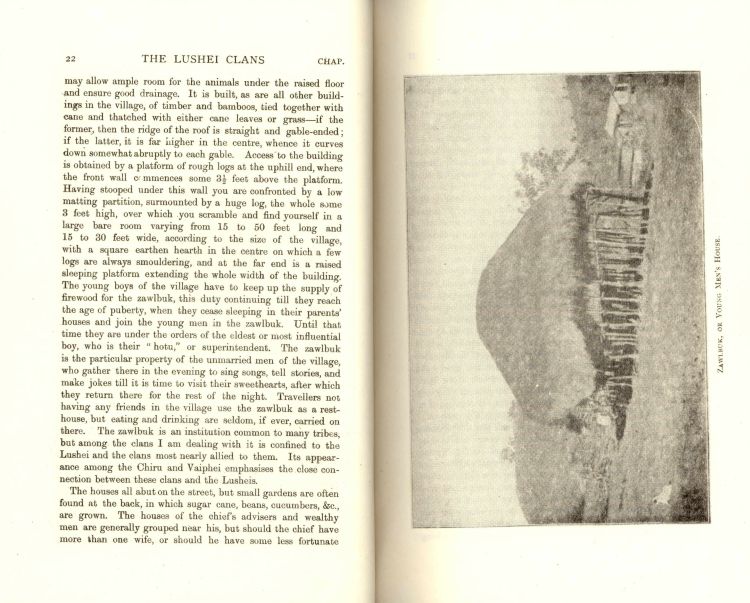 22 THE LUSHEI CLANS CHAP.
may allow ample room for the animals under the raised floor
and ensure good drainage. It is built, as are all other build-
ings in the village, of timber and bamboos, tied together with
cane and thatched with either cane leaves or grass—if the
former, then the ridge of the roof is straight and gable-ended;
if the latter, it is far higher in the centre, whence it curves
down somewhat abruptly to each gable. Access to the building
is obtained by a platform of rough logs at the uphill end, where
the front wall c mmences some 3½ feet above the platform.
Having stooped under this wall you are confronted by a low
matting partition, surmounted by a huge log, the whole some
3 feet high, over which you scramble and find yourself in a
large bare room varying from 15 to 50 feet long and
15 to 30 feet wide, according to the size of the village,
with a square earthen hearth in the centre on which a few
logs are always smouldering, and at the far end is a raised
sleeping platform extending the whole width of the building.
The young boys of the village have to keep up the supply of
firewood for the zawlbuk, this duty continuing till they reach
the age of puberty, when they cease sleeping in their parents'
houses and join the young men in the zawlbuk. Until that
time they are under the orders of the eldest or most influential
boy, who is their "hotu," or superintendent. The zawlbuk
is the particular property of the unmarried men of the village,
who gather there in the evening to sing songs, tell stories, and
make jokes till it is time to visit their sweethearts, after which
they return there for the rest of the night. Travellers not
having any friends in the village use the zawlbuk as a rest-
house, but eating and drinking are seldom, if ever, carried on
there. The zawlbuk is an institution common to many tribes,
but among the clans I am dealing with it is confined to the
Lushei and the clans most nearly allied to them. Its appear-
ance among the Chiru and Vaiphei emphasises the close con-
nection between these clans and the Lusheis.
The houses all abut on the street, but small gardens are often
found at the back, in which sugar cane, beans, cucumbers, &c.,
are grown. The houses of the chief's advisers and wealthy
men are generally grouped near his, but should the chief have
more than one wife, or should he have some less fortunate
ZAWLBUK, OR YOUNG MEN'S HOUSE.